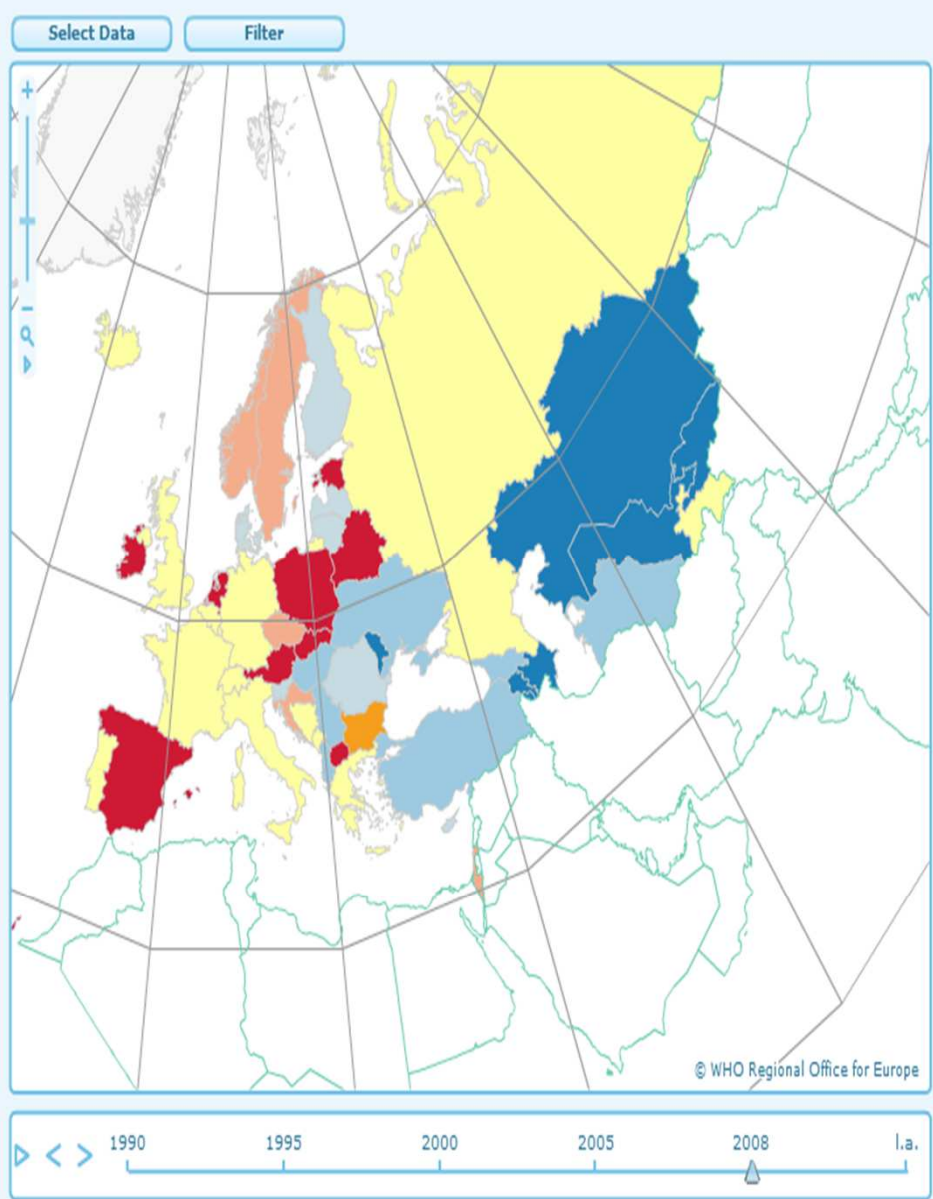 Select Data
Filter
© WHO Regional Office for Europe
1990 1995 2000 2005 2008 l.a.